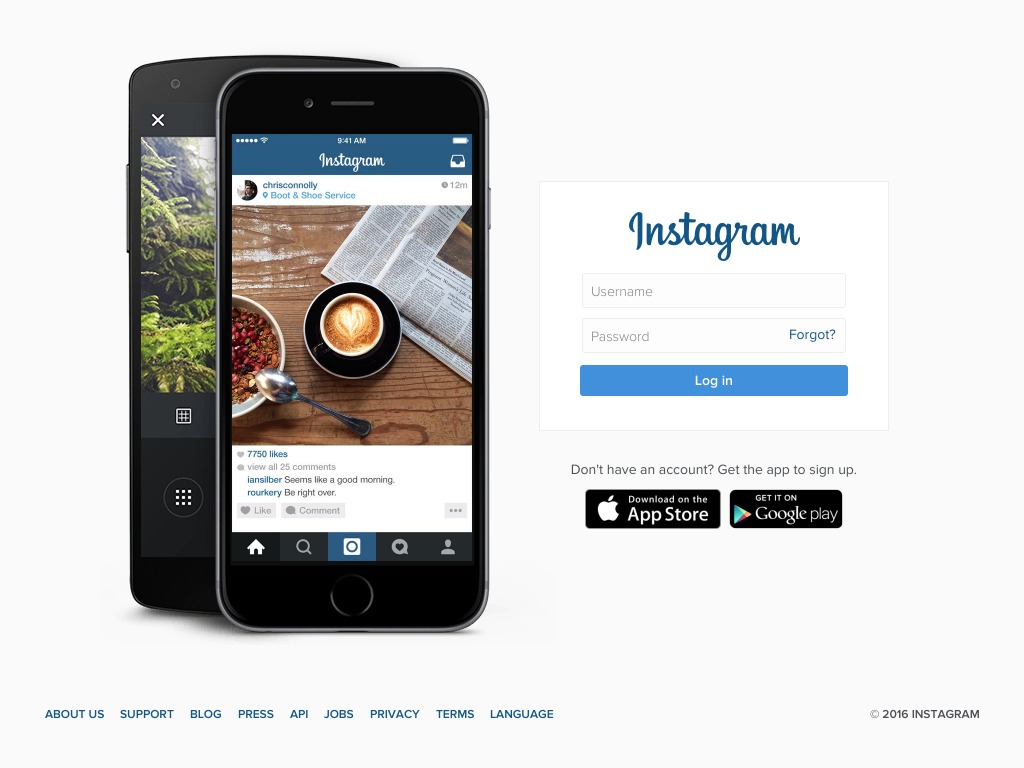 9:41 AM
Instagram
chrisconnolly
12m
Boot & Shoe Service
7750 likes
view all 25 comments
iansilber Seems like a good morning.
rourkery Be right over.
Like
Comment
Instagram
Username
Password
Forgot?
Log in
Don't have an account? Get the app to sign up.
Download on the
App Store
GET IT ON
Google play
ABOUT US SUPPORT BLOG PRESS API JOBS PRIVACY TERMS LANGUAGE
© 2016 INSTAGRAM